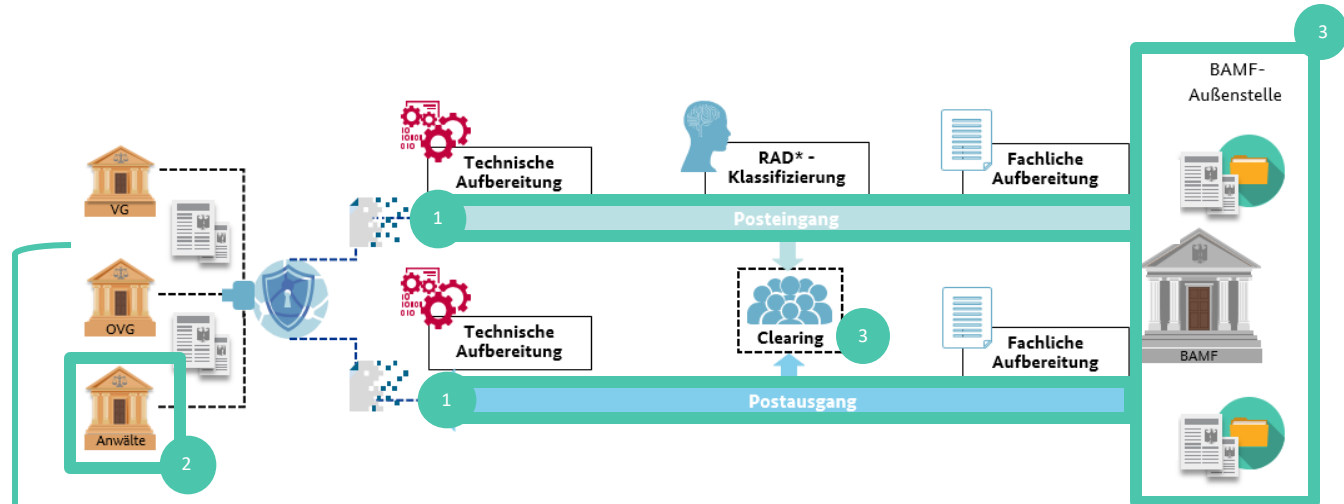 3
BAMF-
Außenstelle
Technische
Aufbereitung
RAD* -
Klassifizierung
Fachliche
Aufbereitung
VG
1
Posteingang
OVG
Technische
Aufbereitung
Clearing
3
Fachliche
Aufbereitung
BAMF
1
Postausgang
Anwälte
2